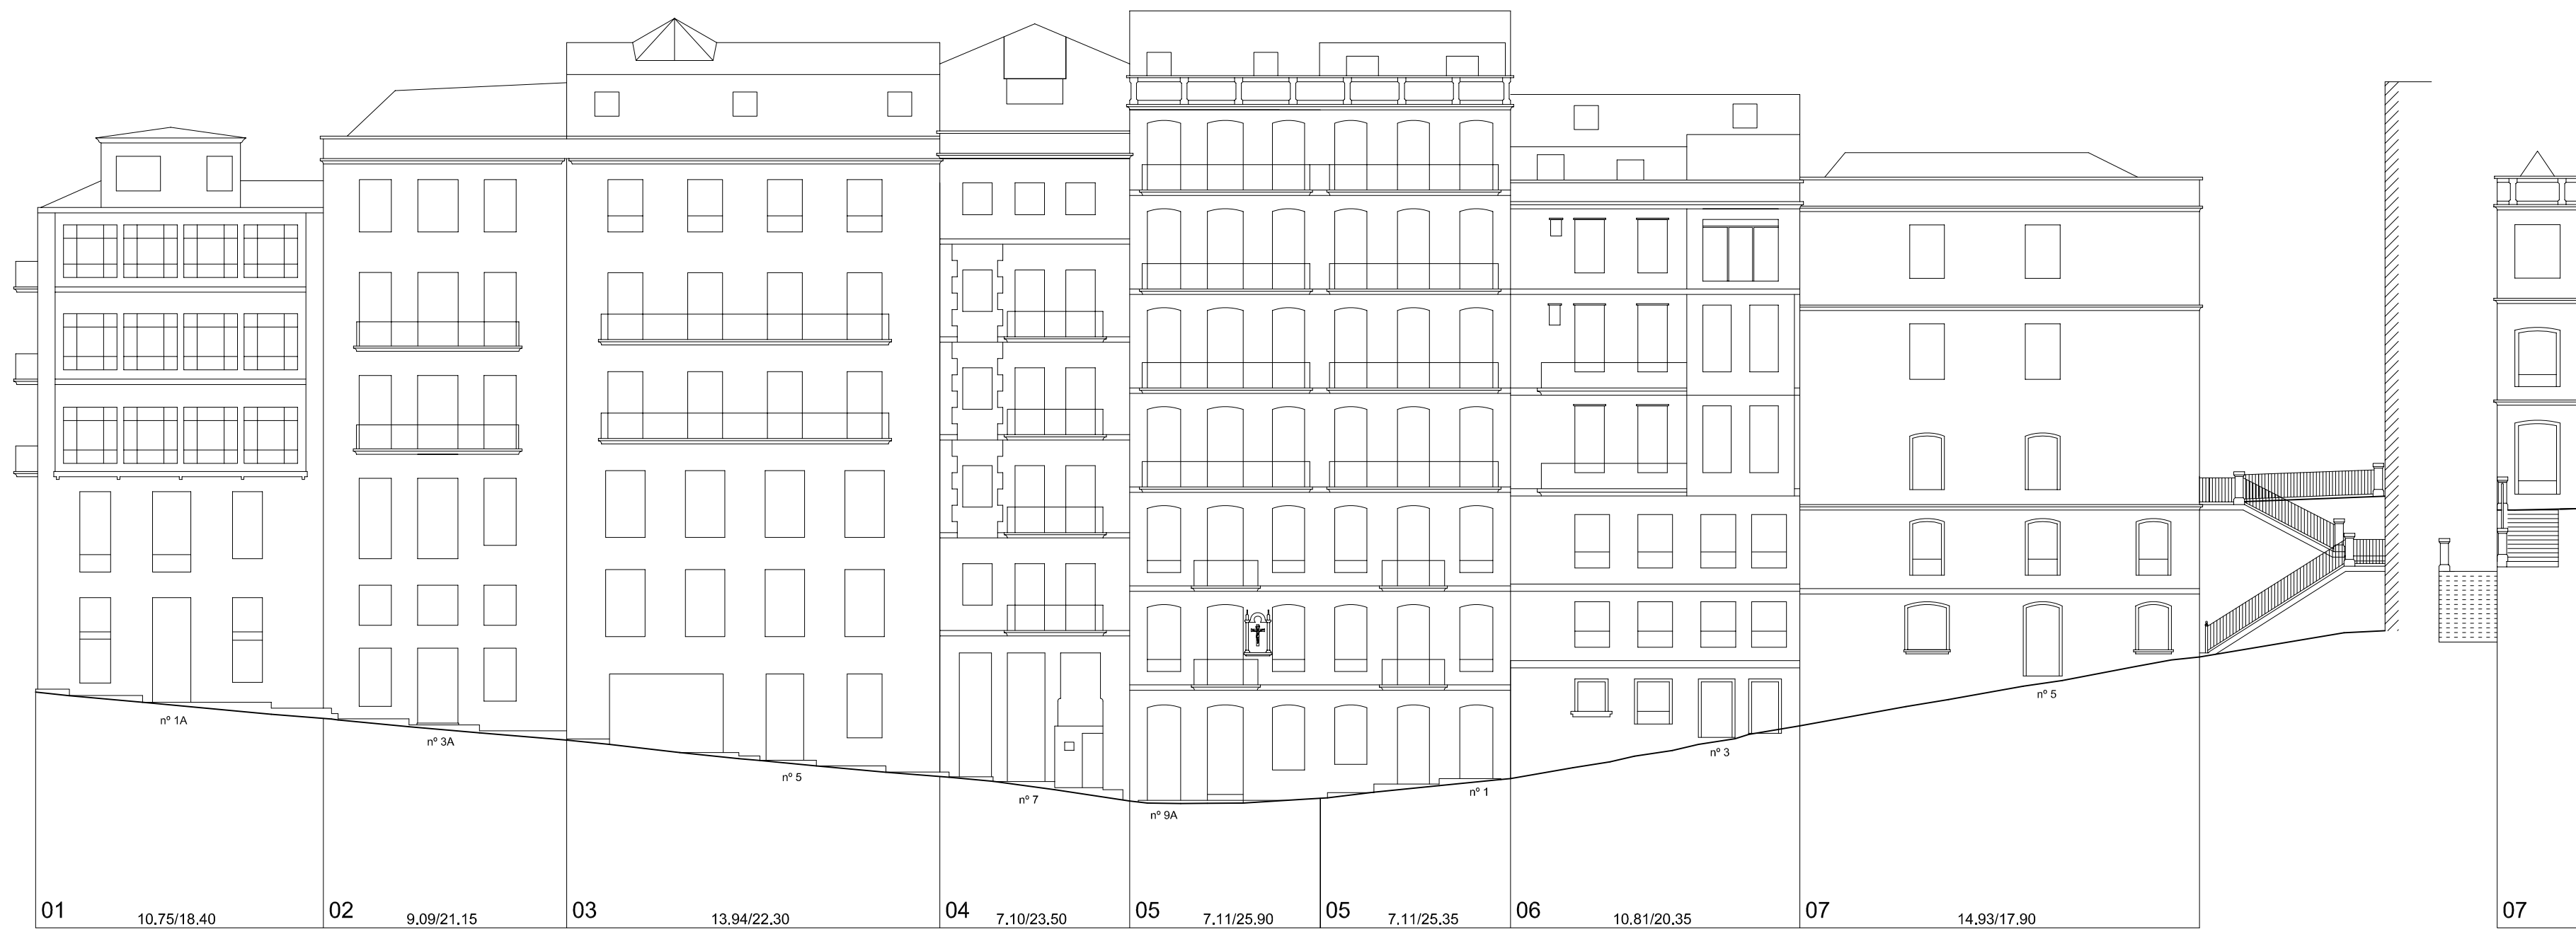 nº 1A
nº 3A
nº 5
nº 7
nº 9A
nº 1
nº 3
nº 5
01 10.75/18.40
02 9.09/21.15
03 13.94/22.30
04 7.10/23.50
05 7.11/25.90
05 7.11/25.35
06 10.81/20.35
07 14.93/17.90
07